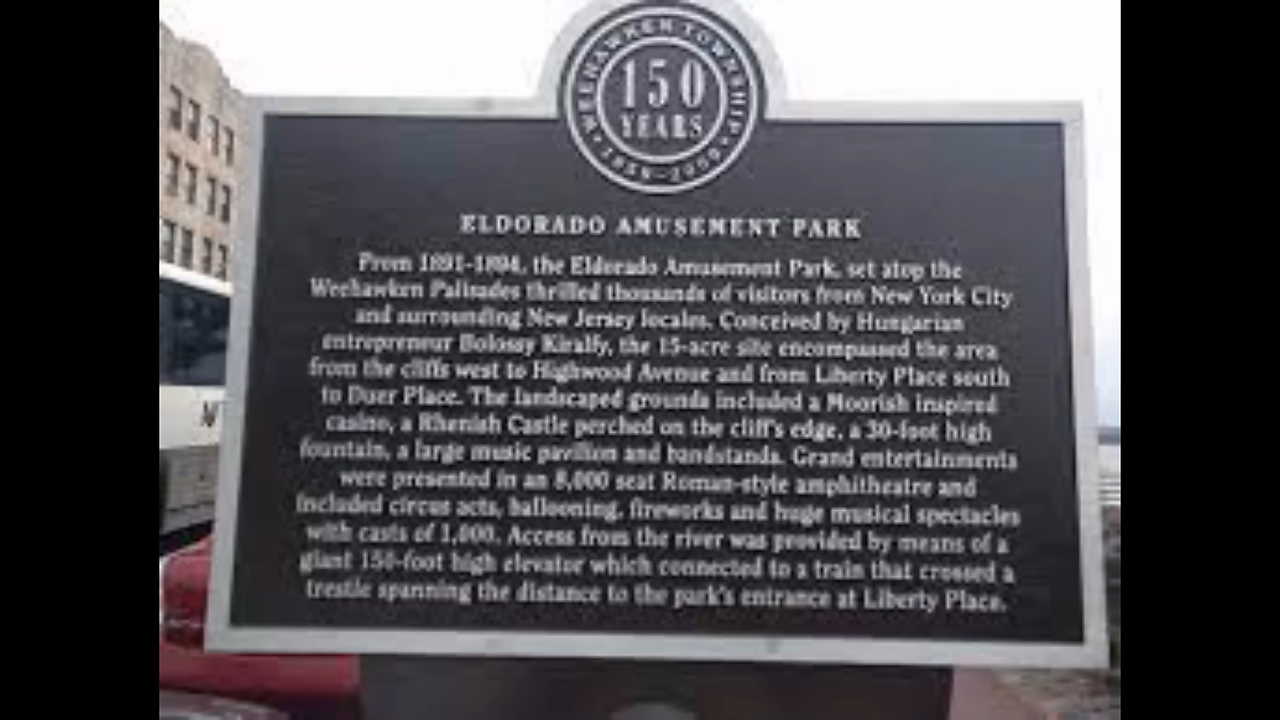 WEEHAWKEN TOWNSHIP
150
YEARS
1859-2009
ELDORADO AMUSEMENT PARK
From 1891-1894, the Eldorado Amusement Park, set atop the
Weehawken Palisades thrilled thousands of visitors from New York City
and surrounding New Jersey locales. Conceived by Hungarian
entrepreneur Bolossy Kiralfy, the 15-acre site encompassed the area
from the cliffs west to Highwood Avenue and from Liberty Place south
to Duer Place. The landscaped grounds included a Moorish inspired
casino, a Rhenish Castle perched on the cliff's edge, a 30-foot high
fountain, a large music pavilion and bandstands. Grand entertainments
were presented in an 8,000 seat Roman-style amphitheatre and
included circus acts, ballooning, fireworks and huge musical spectacles
with casts of 1,000. Access from the river was provided by means of a
giant 150-foot high elevator which connected to a train that crossed a
trestle spanning the distance to the park's entrance at Liberty Place.